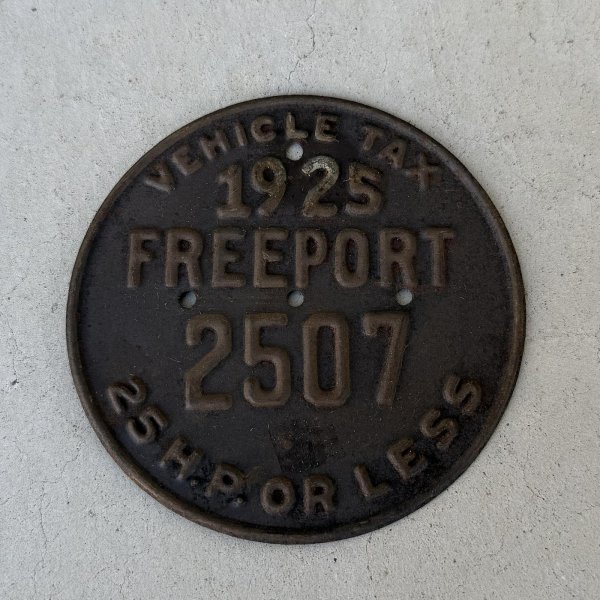 VEHICLE TAX
1925
FREEPORT
2507
25 H.P. OR LESS